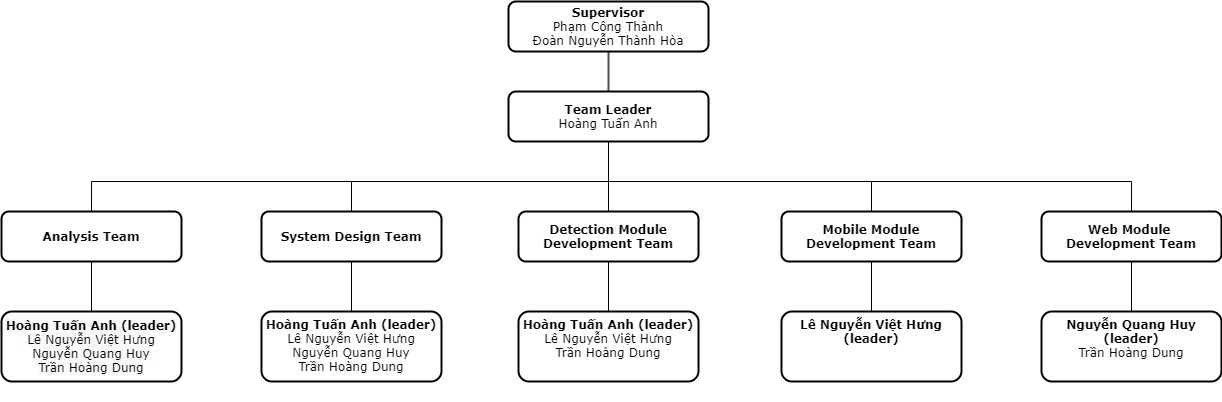 Supervisor
Phạm Công Thành
Đoàn Nguyễn Thành Hòa
Team Leader
Hoàng Tuấn Anh
Analysis Team
System Design Team
Detection Module
Development Team
Mobile Module
Development Team
Web Module
Development Team
Hoàng Tuấn Anh (leader)
Lê Nguyễn Việt Hưng
Nguyễn Quang Huy
Trần Hoàng Dung
Hoàng Tuấn Anh (leader)
Lê Nguyễn Việt Hưng
Nguyễn Quang Huy
Trần Hoàng Dung
Hoàng Tuấn Anh (leader)
Lê Nguyễn Việt Hưng
Trần Hoàng Dung
Lê Nguyễn Việt Hưng
(leader)
Nguyễn Quang Huy
(leader)
Trần Hoàng Dung